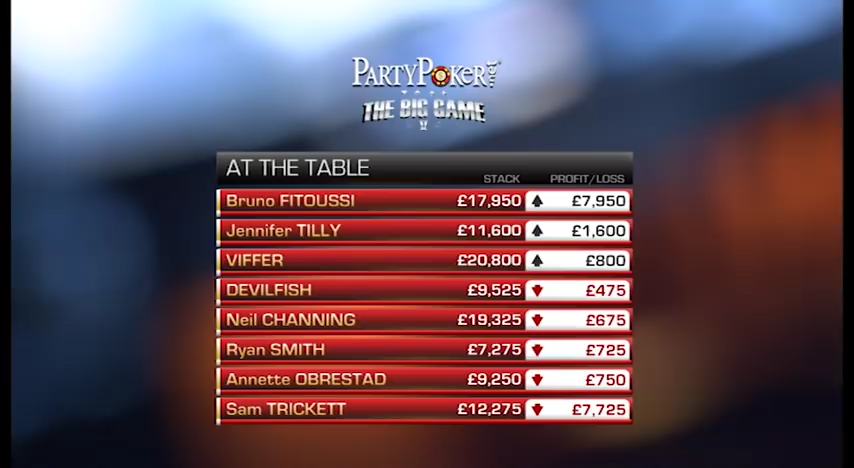 PARTYPOKER.net
THE BIG GAME
IV
AT THE TABLE STACK PROFIT/LOSS
Bruno FITOUSSI £17,950 £7,950
Jennifer TILLY £11,600 £1,600
VIFFER £20,800 £800
DEVILFISH £9,525 £475
Neil CHANNING £19,325 £675
Ryan SMITH £7,275 £725
Annette OBRESTAD £9,250 £750
Sam TRICKETT £12,275 £7,725